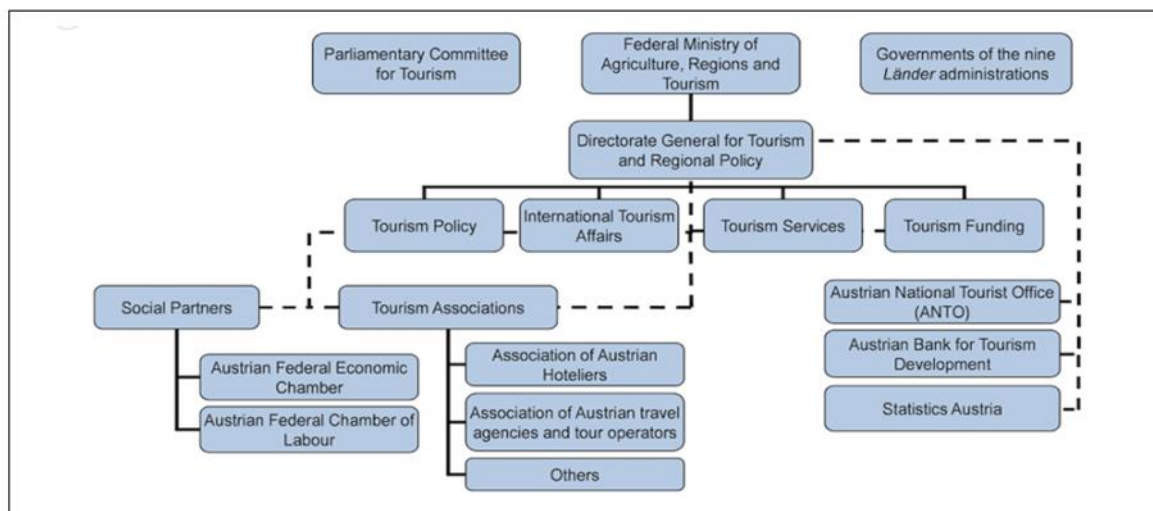 Parliamentary Committee
for Tourism
Federal Ministry of
Agriculture, Regions and
Tourism
Governments of the nine
Länder administrations
Directorate General for Tourism
and Regional Policy
Tourism Policy
International Tourism
Affairs
Tourism Services
Tourism Funding
Social Partners
Tourism Associations
Austrian National Tourist Office
(ANTO)
Austrian Federal Economic
Chamber
Association of Austrian
Hoteliers
Austrian Bank for Tourism
Development
Austrian Federal Chamber of
Labour
Association of Austrian travel
agencies and tour operators
Statistics Austria
Others